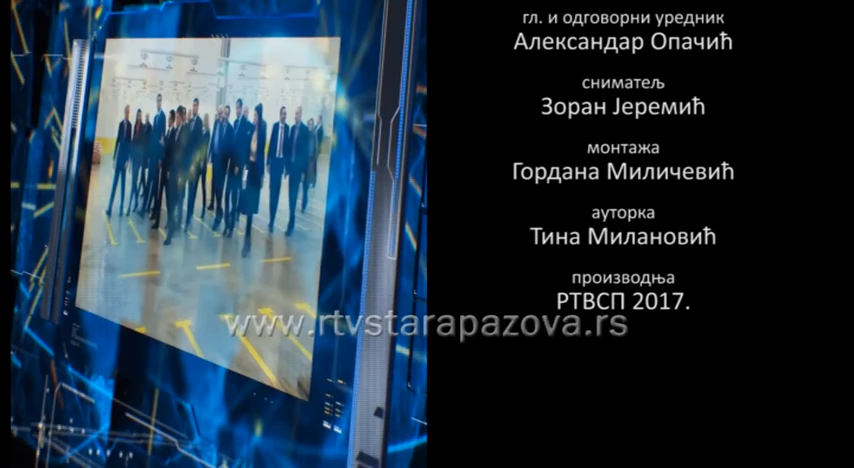 гл. и одговорни уредник
Александар Опачић
сниматељ
Зоран Јеремић
монтажа
Гордана Миличевић
ауторка
Тина Милановић
производња
РТВСП 2017.
www.rtvstarapazova.rs